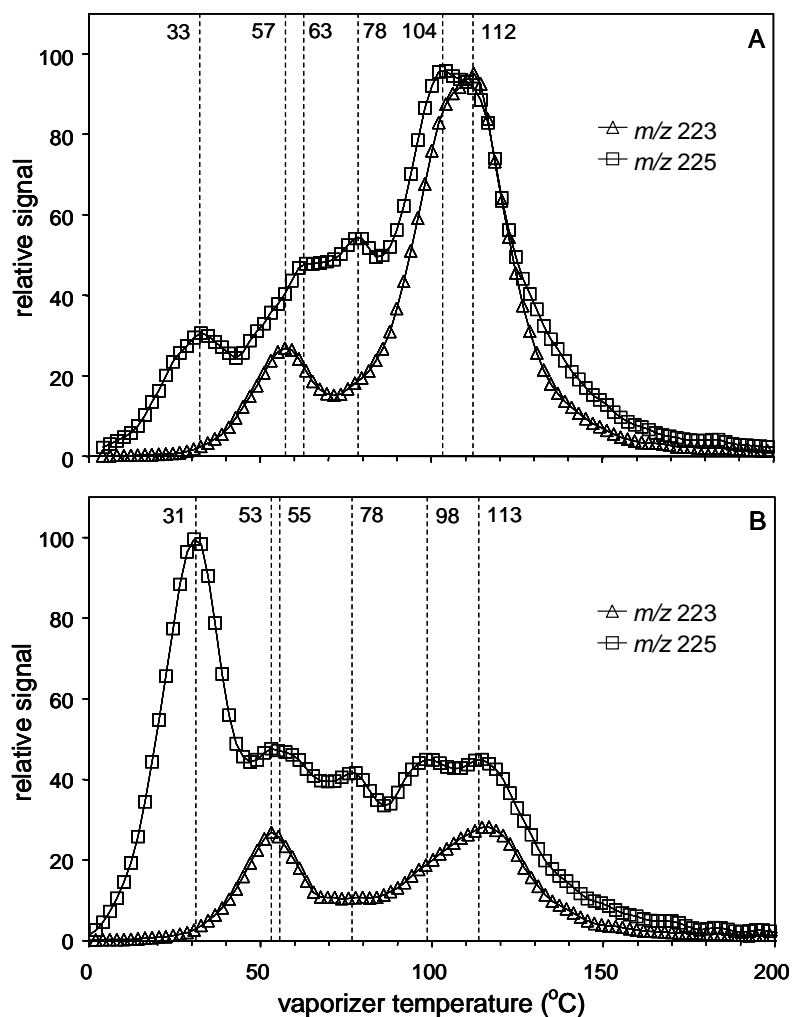 33 57 63 78 104 112 A
100
80
60
40
20
0
relative signal
m/z 223
m/z 225
31 53 55 78 98 113 B
100
80
60
40
20
0
relative signal
m/z 223
m/z 225
0 50 100 150 200
vaporizer temperature (°C)